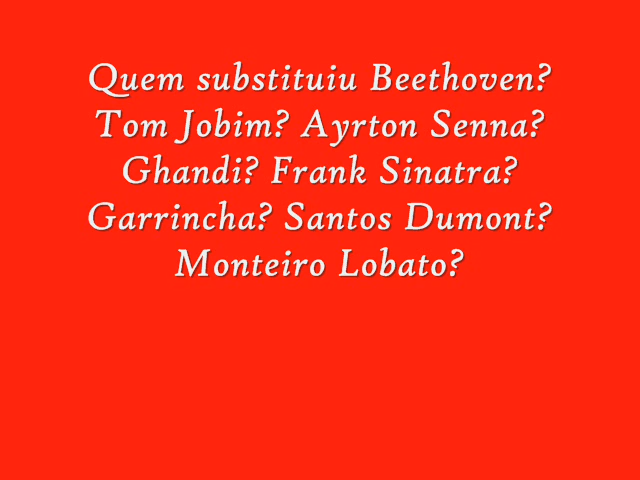 Quem substituiu Beethoven?
Tom Jobim? Ayrton Senna?
Ghandi? Frank Sinatra?
Garrincha? Santos Dumont?
Monteiro Lobato?